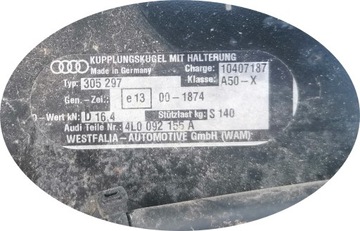 KUPPLUNGSKUGEL MIT HALTERUNG
Made in Germany Charge: 10407187
Typ: 305 297 Klasse: A50-X
Gen.-Zei.: e13 00-1874
D-Wert kN: D 16,4 Stützlast kg: S 140
Audi Teile Nr.: 4L0 092 155 A
WESTFALIA-AUTOMOTIVE GmbH (WAM)